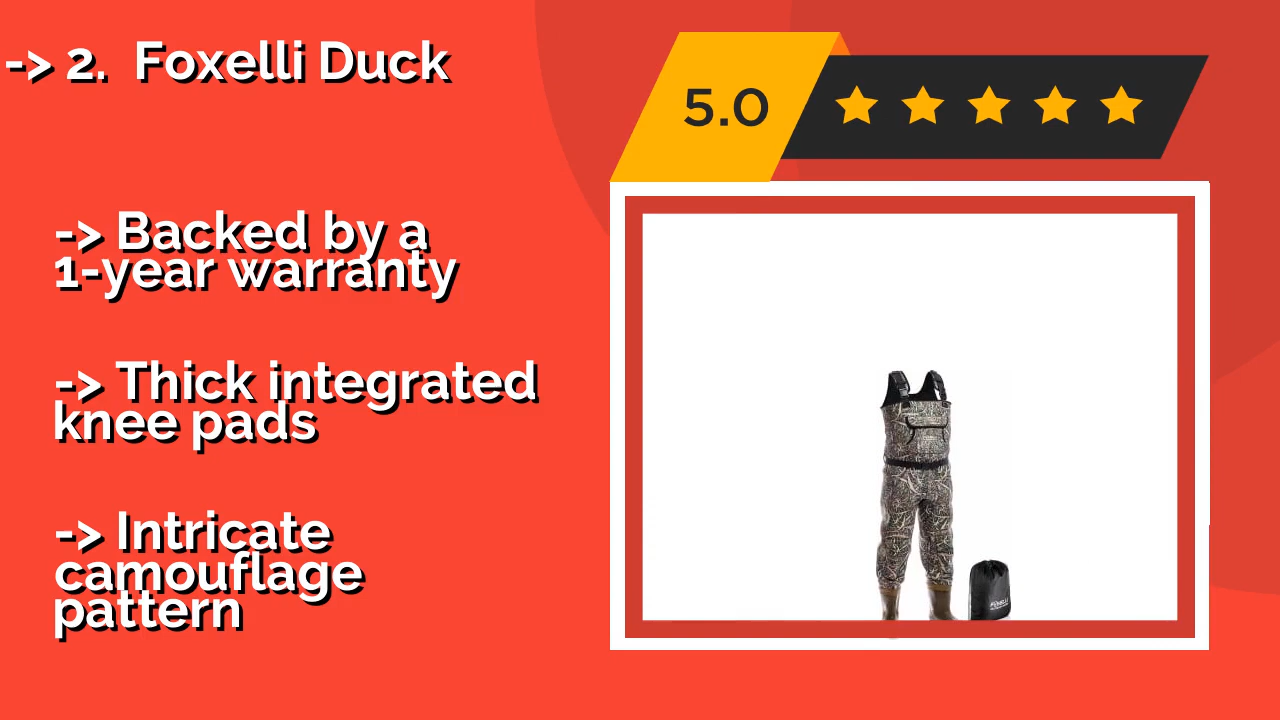 -> 2. Foxelli Duck
5.0
-> Backed by a
1-year warranty
-> Thick integrated
knee pads
-> Intricate
camouflage
pattern